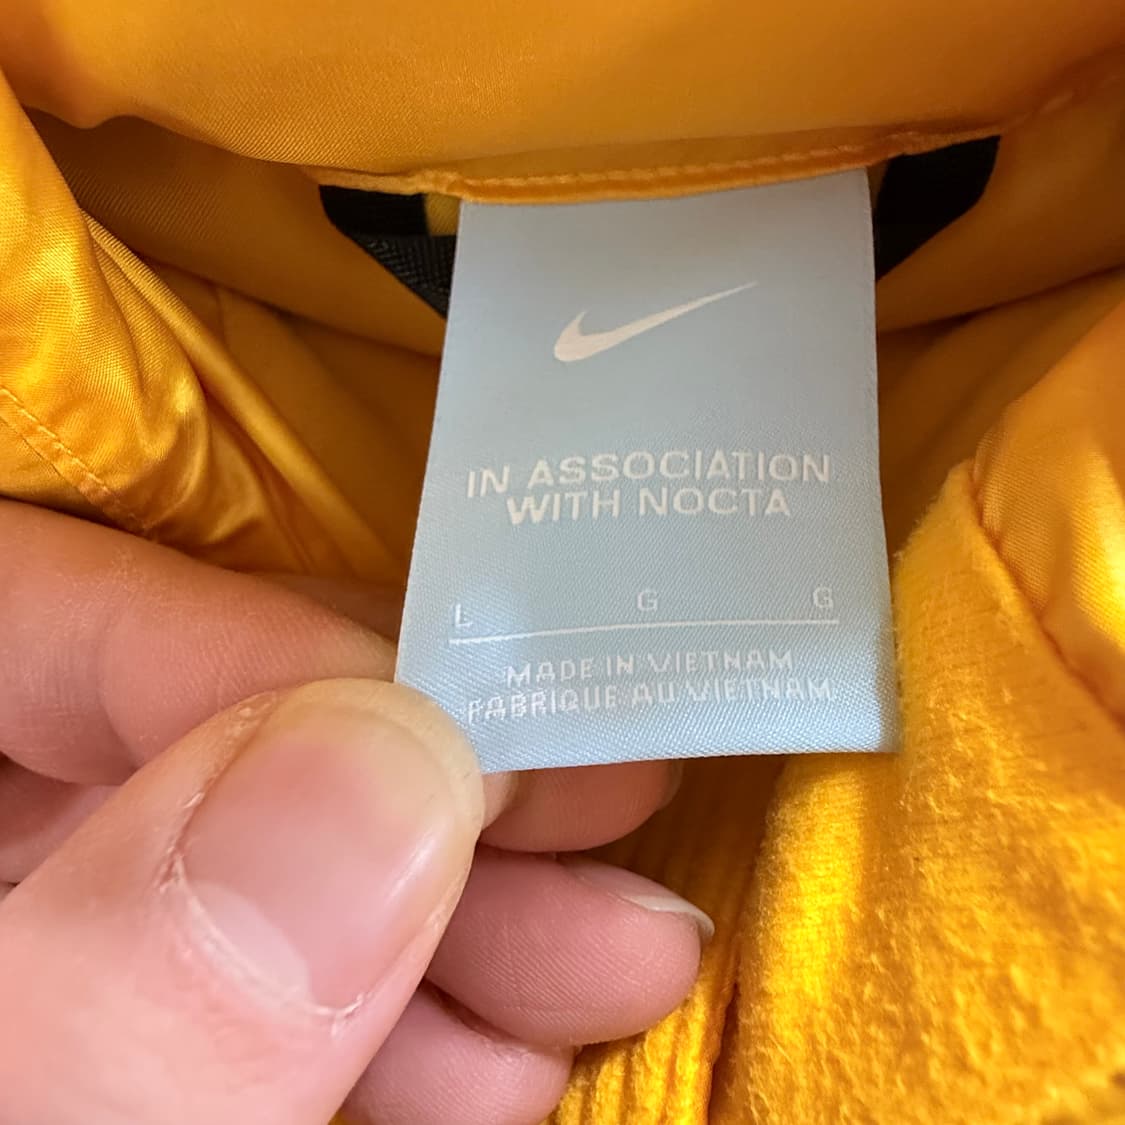 IN ASSOCIATION
WITH NOCTA
L G G
MADE IN VIETNAM
FABRIQUE AU VIETNAM